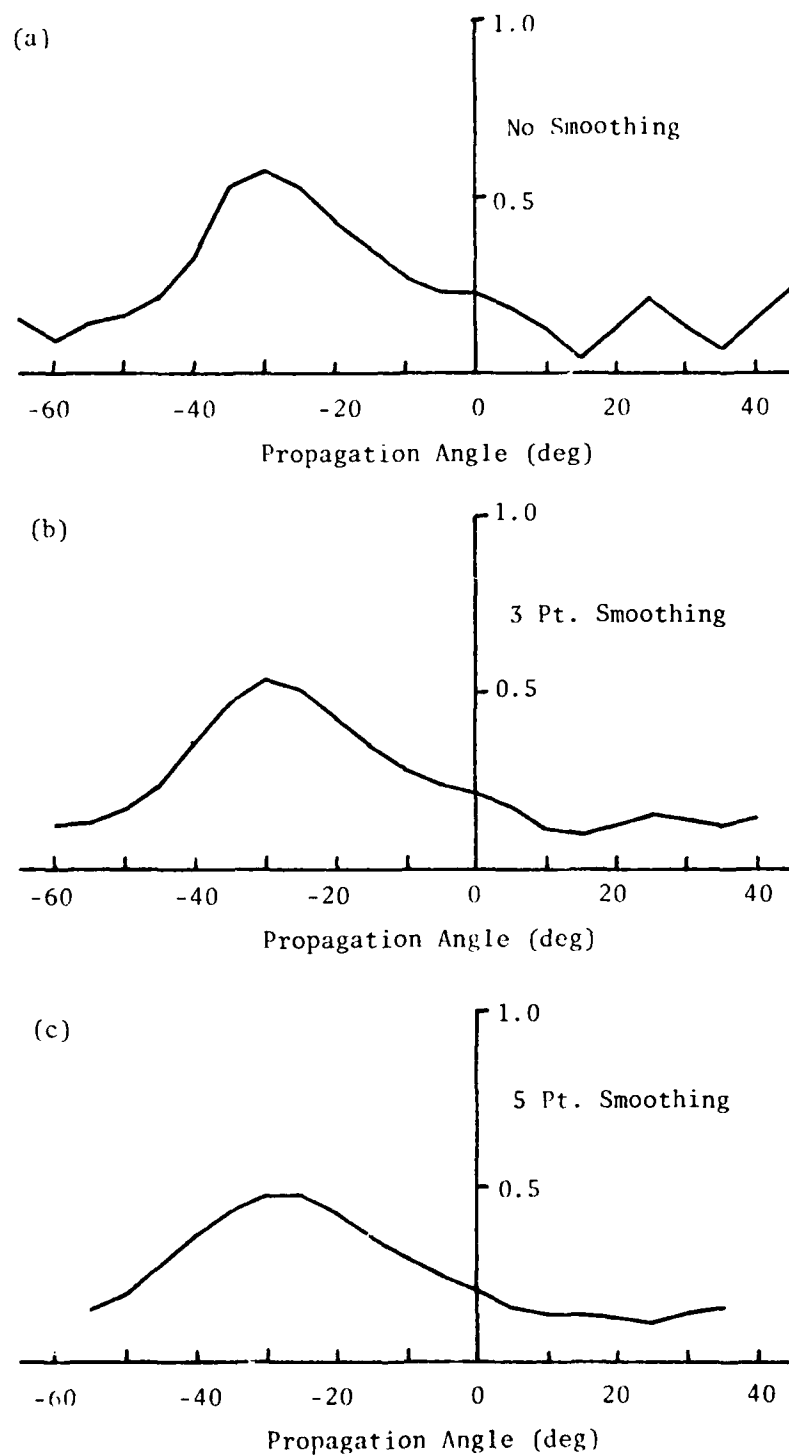 (a)
1.0
No Smoothing
0.5
-60 -40 -20 0 20 40
Propagation Angle (deg)
(b)
1.0
3 Pt. Smoothing
0.5
-60 -40 -20 0 20 40
Propagation Angle (deg)
(c)
1.0
5 Pt. Smoothing
0.5
-60 -40 -20 0 20 40
Propagation Angle (deg)